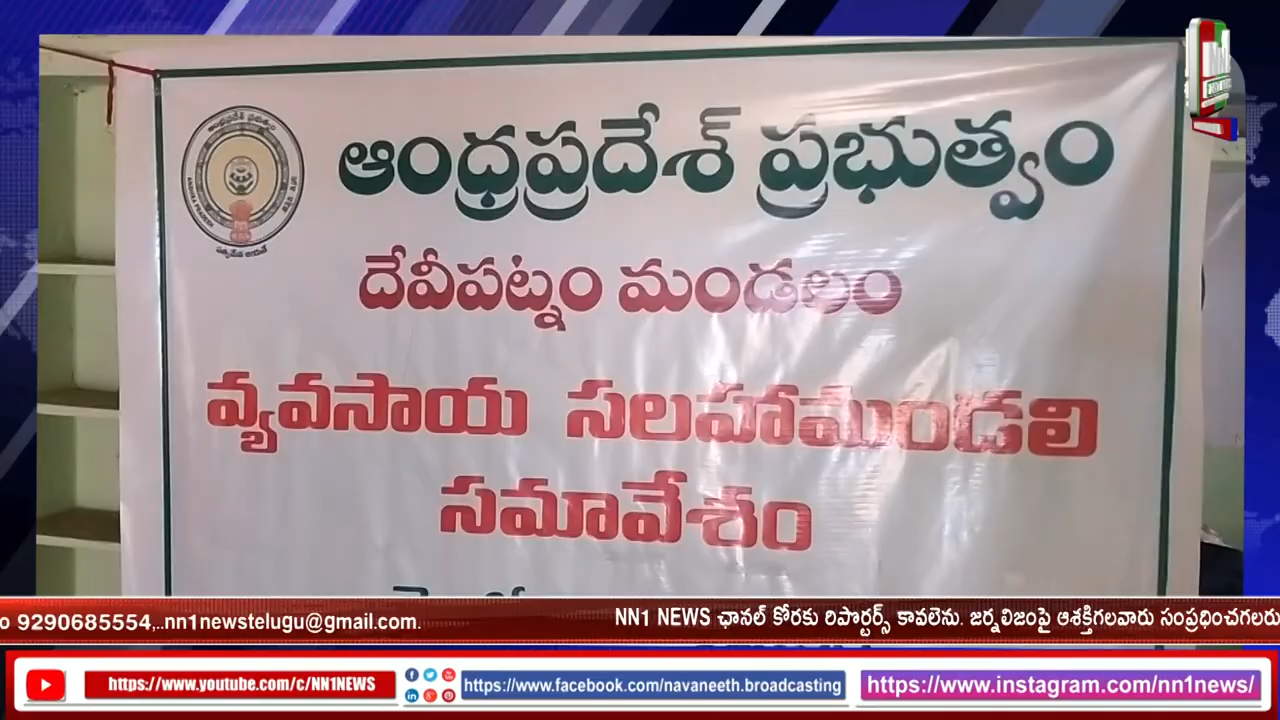 ఆంధ్రప్రదేశ్ ప్రభుత్వం
దేవీపట్నం మండలం
వ్యవసాయ సలహామండలి
సమావేశం
9290685554,..nn1newstelugu@gmail.com.
NN1 NEWS ఛానల్ కోరకు రిపొర్టర్స్ కావలెను. జర్నలిజంపై ఆశక్తిగలవారు సంప్రధించగలరు
https://www.youtube.com/c/NN1NEWS
https://www.facebook.com/navaneeth.broadcasting
https://www.instagram.com/nn1news/